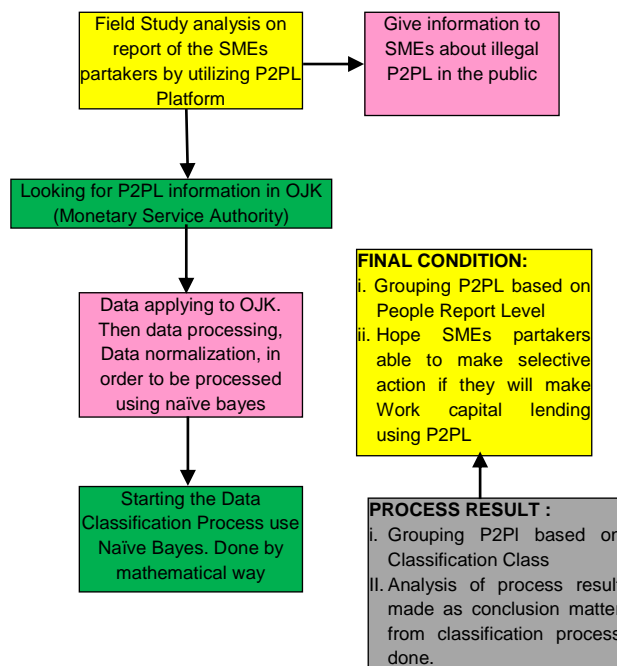 Field Study analysis on
report of the SMEs
partakers by utilizing P2PL
Platform
Give information to
SMEs about illegal
P2PL in the public
Looking for P2PL information in OJK
(Monetary Service Authority)
Data applying to OJK.
Then data processing,
Data normalization, in
order to be processed
using naïve bayes
Starting the Data
Classification Process use
Naïve Bayes. Done by
mathematical way
FINAL CONDITION:
i. Grouping P2PL based on
People Report Level
ii. Hope SMEs partakers
able to make selective
action if they will make
Work capital lending
using P2PL
PROCESS RESULT :
i. Grouping P2Pl based on
Classification Class
II. Analysis of process result
made as conclusion matter
from classification process
done.